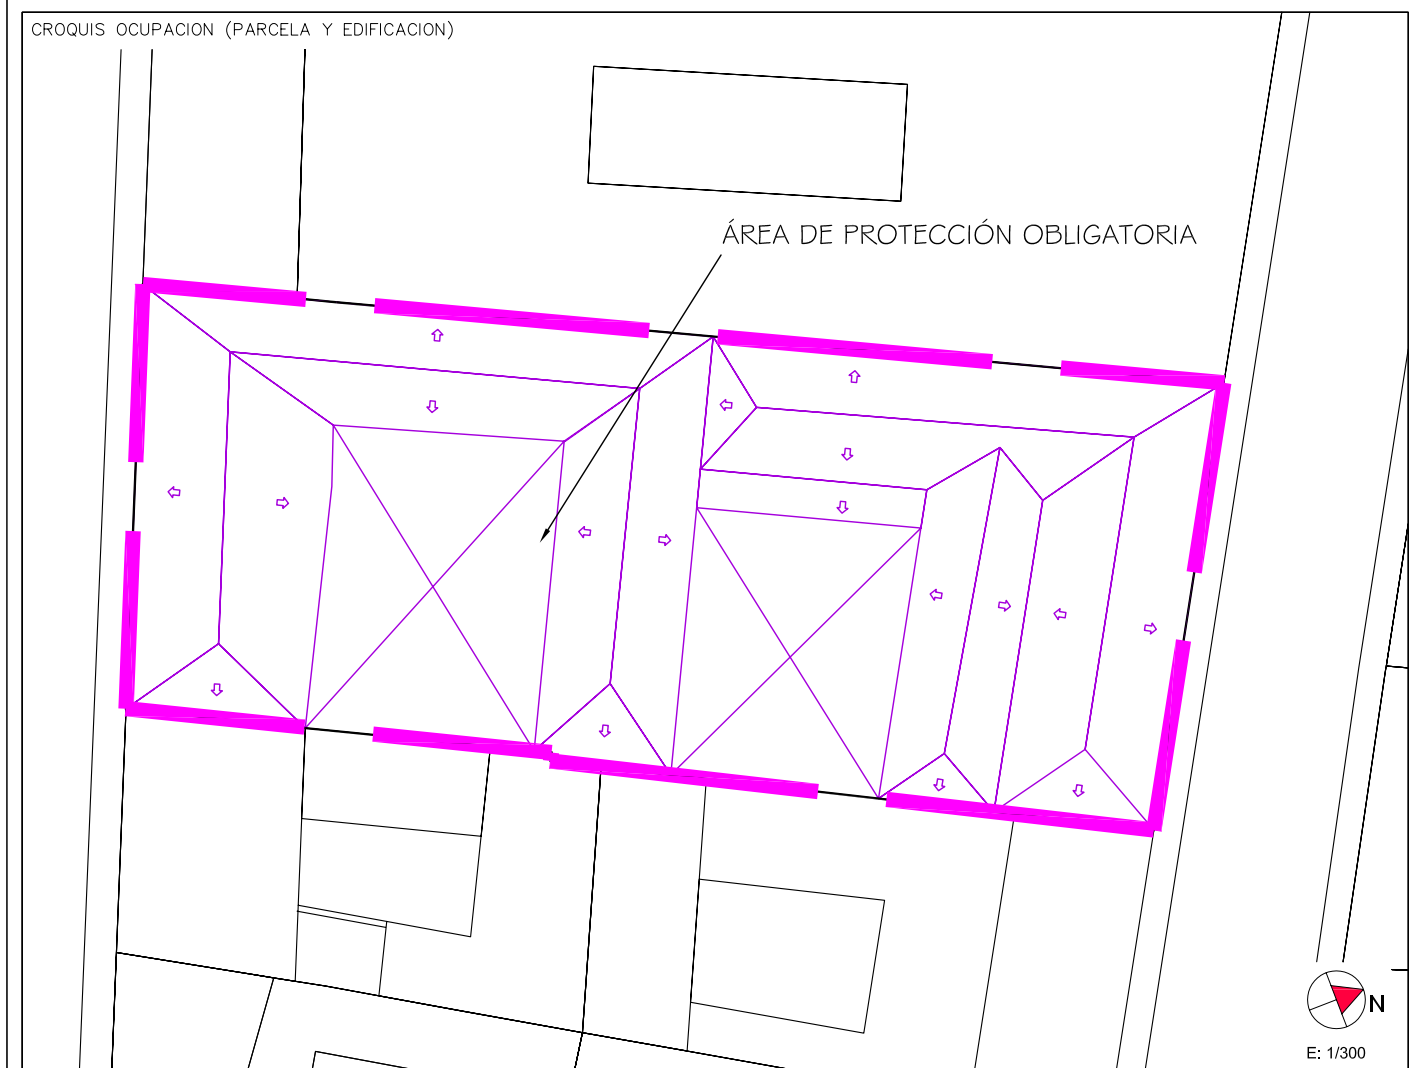 CROQUIS OCUPACION (PARCELA Y EDIFICACION)
ÁREA DE PROTECCIÓN OBLIGATORIA
N
E: 1/300